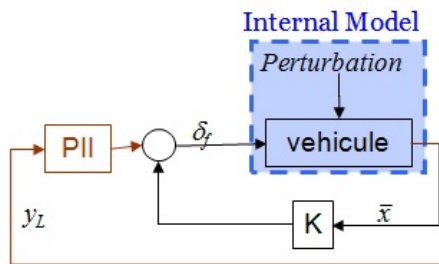 Internal Model
Perturbation
PII
δf
vehicule
yL
K
x̄